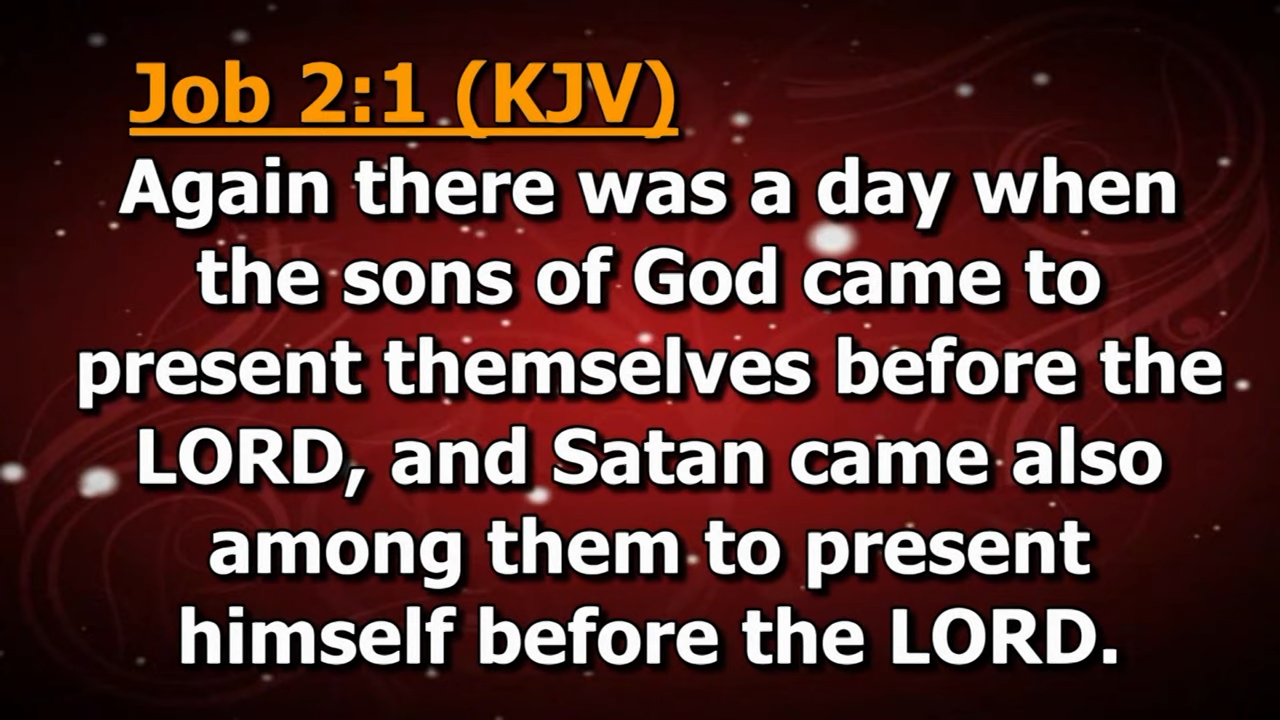 Job 2:1 (KJV)
Again there was a day when
the sons of God came to
present themselves before the
LORD, and Satan came also
among them to present
himself before the LORD.